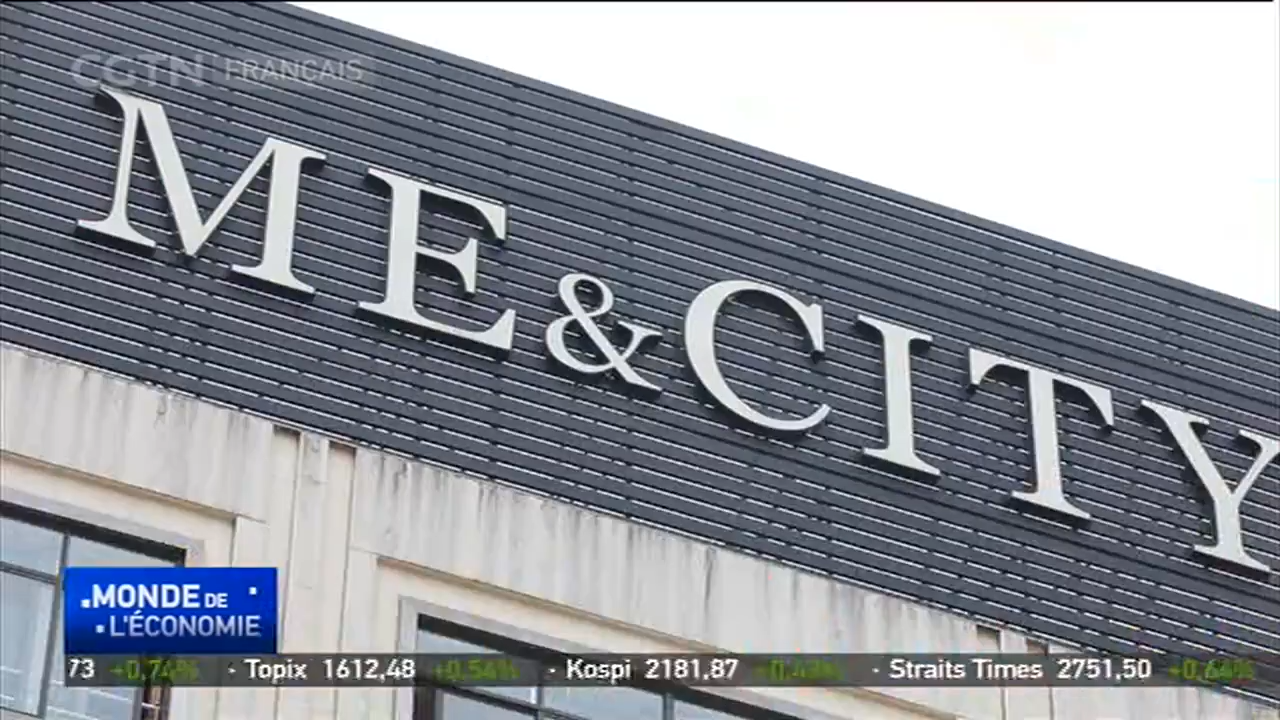 CGTN FRANÇAIS
ME&CITY
MONDE DE
L'ÉCONOMIE
73 +0,74% · Topix 1612,48 +0,54% · Kospi 2181,87 +0,43% · Straits Times 2751,50 +0,64%